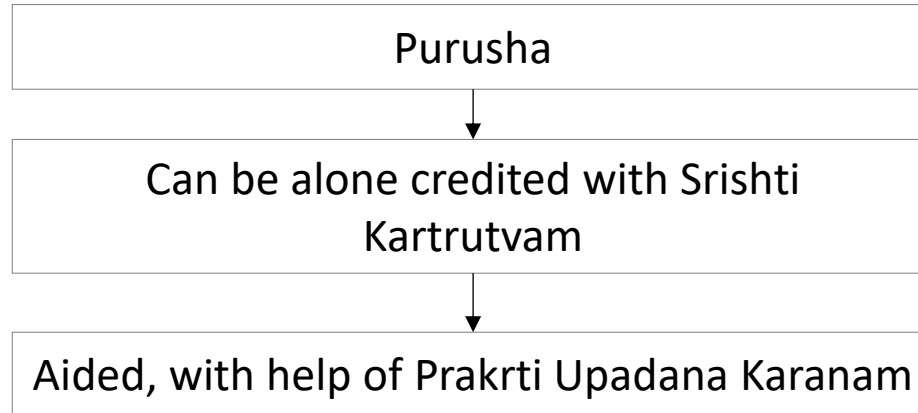 Purusha
Can be alone credited with Srishti
Kartrutvam
Aided, with help of Prakrti Upadana Karanam